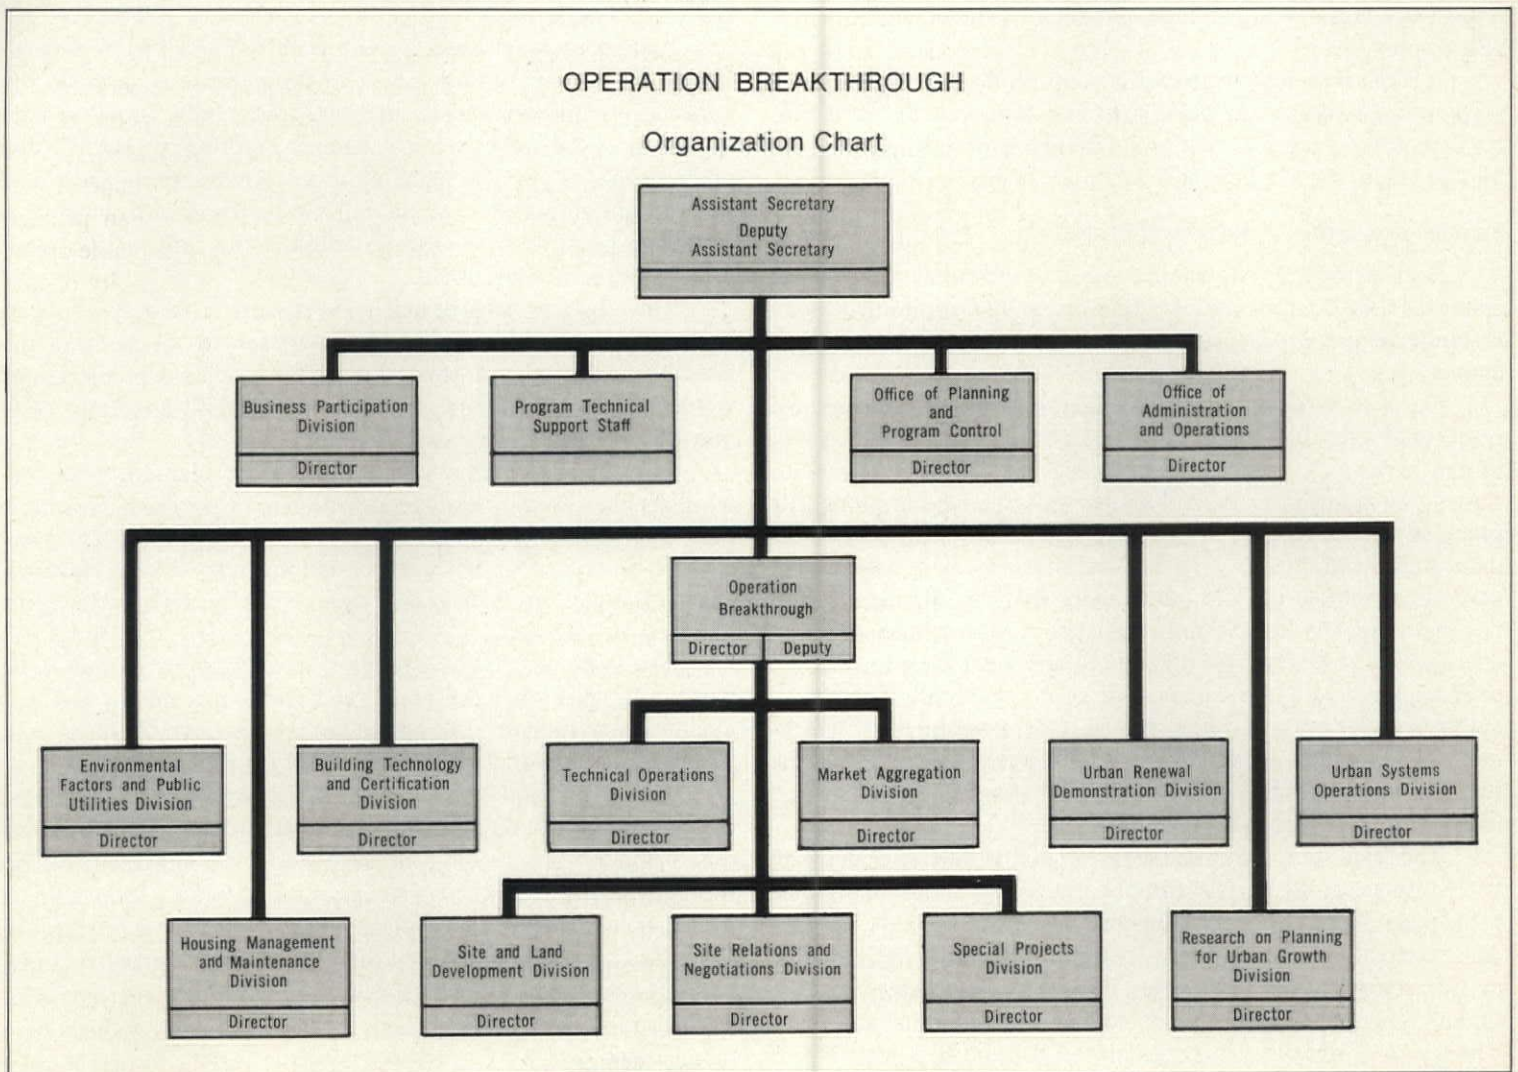 OPERATION BREAKTHROUGH
Organization Chart
Assistant Secretary
Deputy
Assistant Secretary
Business Participation
Division
Director
Program Technical
Support Staff
Office of Planning
and
Program Control
Director
Office of
Administration
and Operations
Director
Operation
Breakthrough
Director Deputy
Environmental
Factors and Public
Utilities Division
Director
Building Technology
and Certification
Division
Director
Technical Operations
Division
Director
Market Aggregation
Division
Director
Urban Renewal
Demonstration Division
Director
Urban Systems
Operations Division
Director
Housing Management
and Maintenance
Division
Director
Site and Land
Development Division
Director
Site Relations and
Negotiations Division
Director
Special Projects
Division
Director
Research on Planning
for Urban Growth
Division
Director